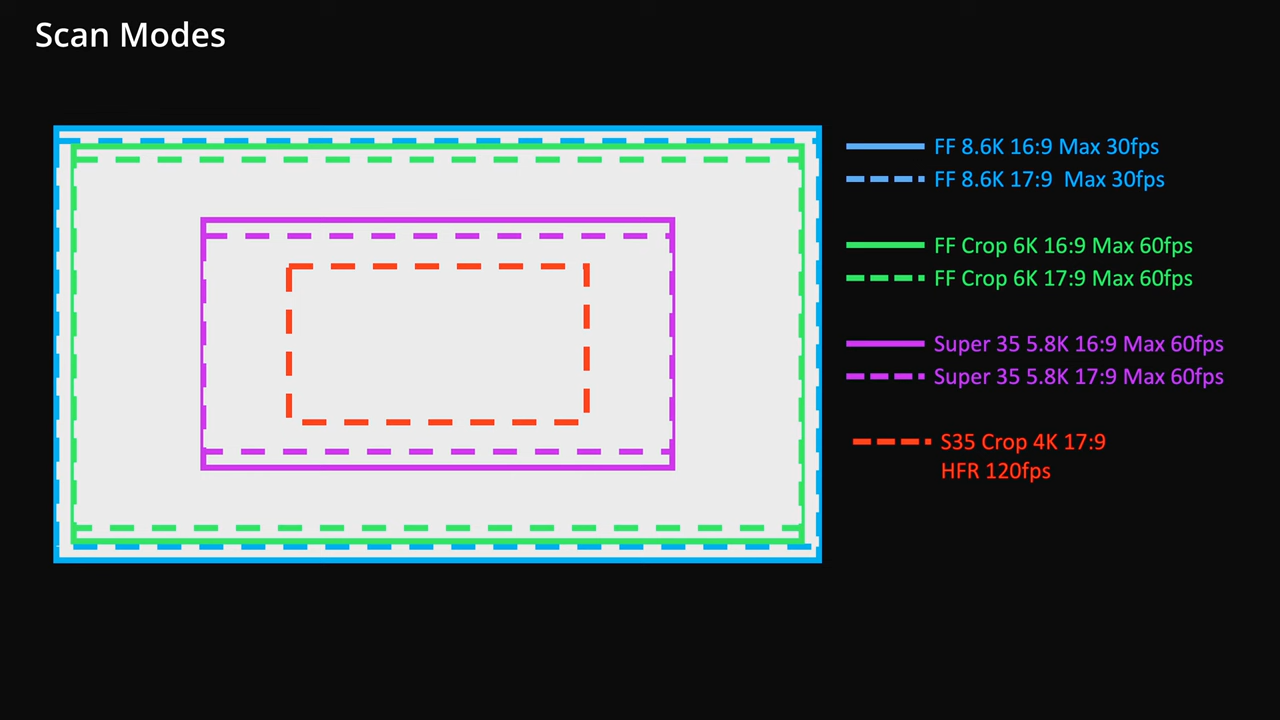 Scan Modes
FF 8.6K 16:9 Max 30fps
FF 8.6K 17:9  Max 30fps
FF Crop 6K 16:9 Max 60fps
FF Crop 6K 17:9 Max 60fps
Super 35 5.8K 16:9 Max 60fps
Super 35 5.8K 17:9 Max 60fps
S35 Crop 4K 17:9
HFR 120fps